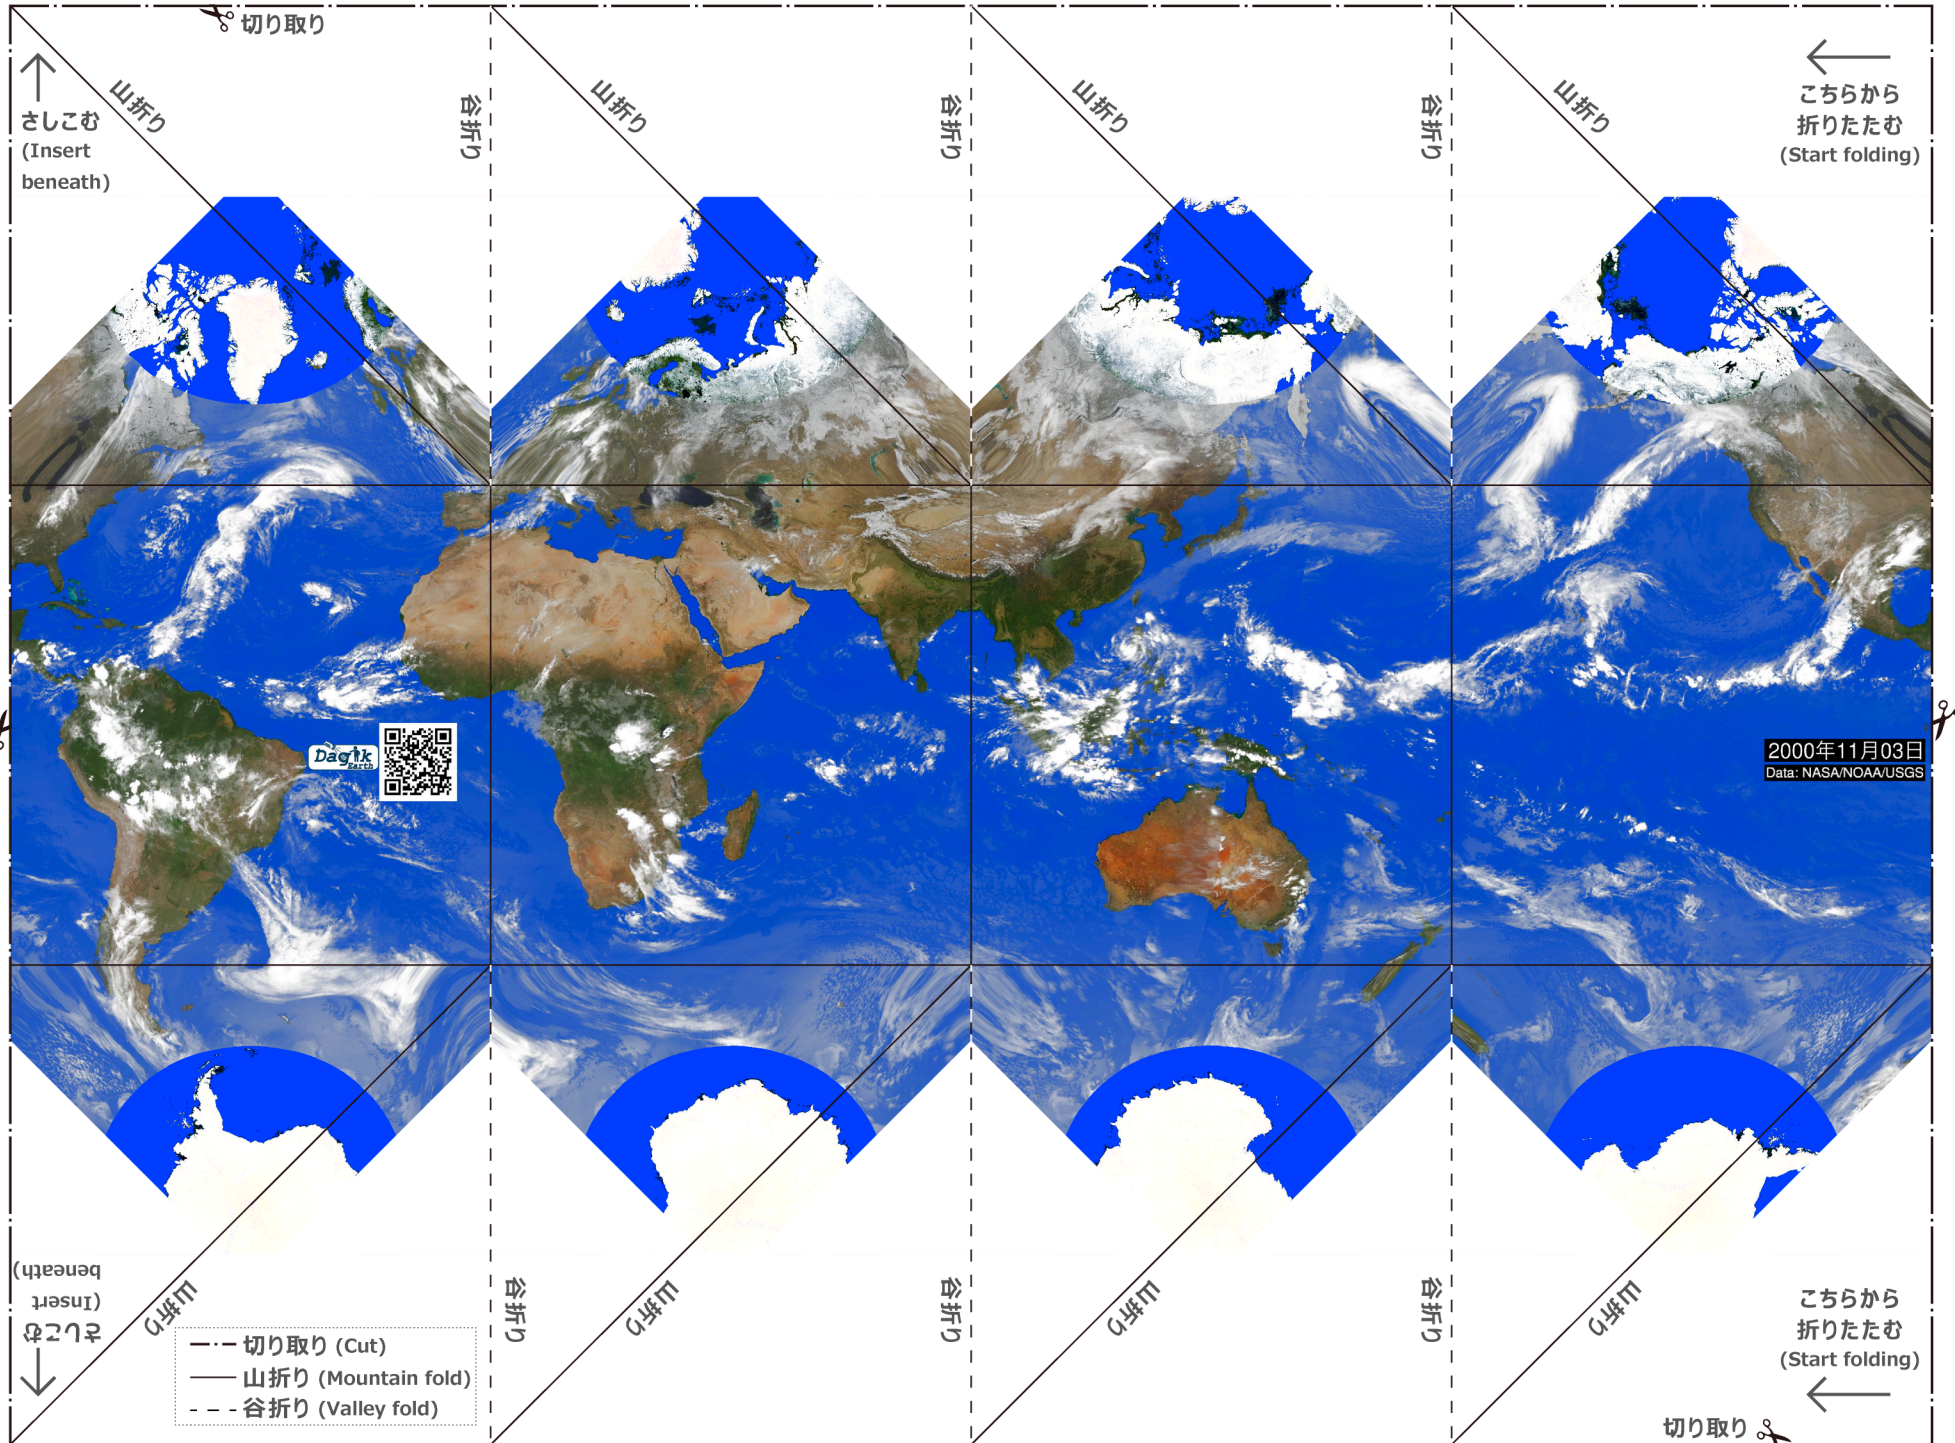 切り取り
山折り
谷折り
山折り
谷折り
山折り
谷折り
山折り
さしこむ
(Insert
beneath)
こちらから
折りたたむ
(Start folding)
Dagik
Earth
2000年11月03日
Data: NASA/NOAA/USGS
さしこむ
(Insert
beneath)
山折り
谷折り
山折り
谷折り
山折り
谷折り
山折り
こちらから
折りたたむ
(Start folding)
切り取り (Cut)
山折り (Mountain fold)
谷折り (Valley fold)
切り取り